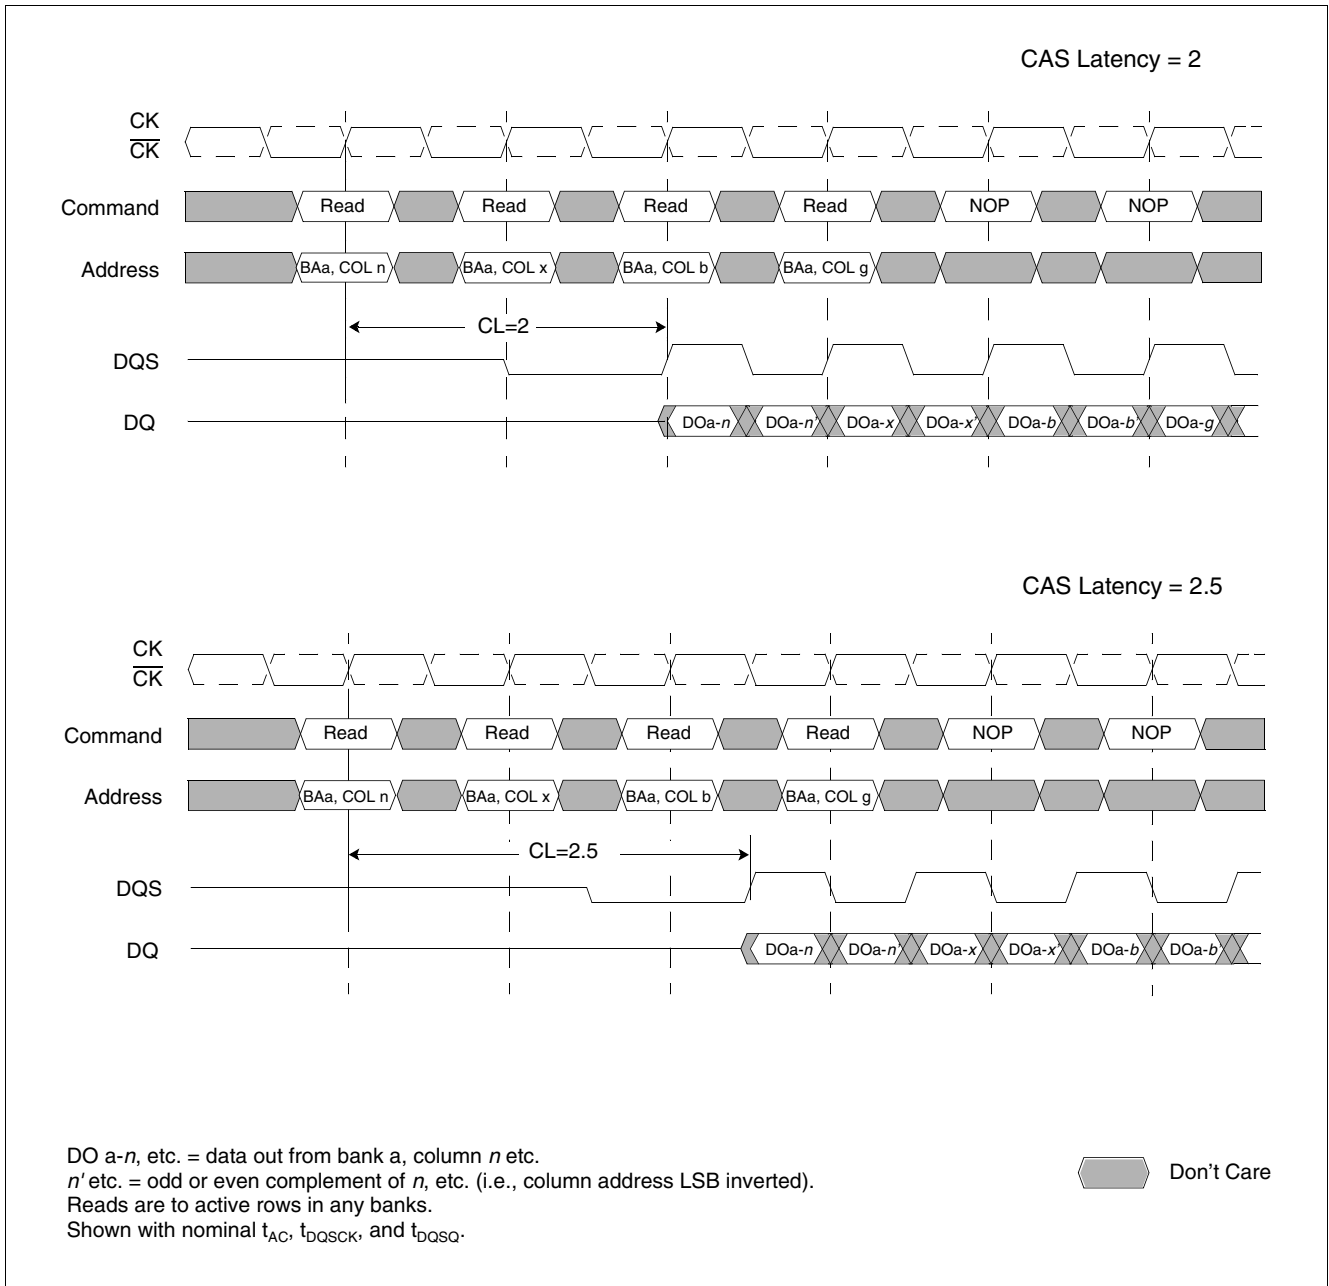 CAS Latency = 2
CK
CK
Command Read Read Read Read NOP NOP
Address BAa, COL n BAa, COL x BAa, COL b BAa, COL g
CL=2
DQS
DQ DOa-n DOa-n' DOa-x DOa-x' DOa-b DOa-b' DOa-g
CAS Latency = 2.5
CK
CK
Command Read Read Read Read NOP NOP
Address BAa, COL n BAa, COL x BAa, COL b BAa, COL g
CL=2.5
DQS
DQ DOa-n DOa-n' DOa-x DOa-x' DOa-b DOa-b'
DO a-n, etc. = data out from bank a, column n etc.
n' etc. = odd or even complement of n, etc. (i.e., column address LSB inverted).
Reads are to active rows in any banks.
Shown with nominal tAC, tDQSCK, and tDQSQ.
Don't Care